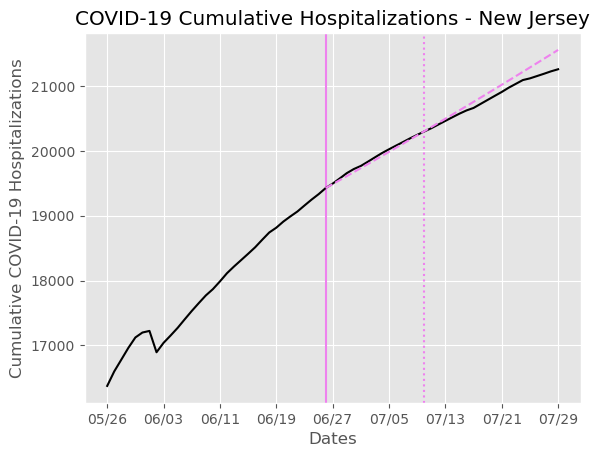 COVID-19 Cumulative Hospitalizations - New Jersey
Cumulative COVID-19 Hospitalizations
21000
20000
19000
18000
17000
05/26 06/03 06/11 06/19 06/27 07/05 07/13 07/21 07/29
Dates